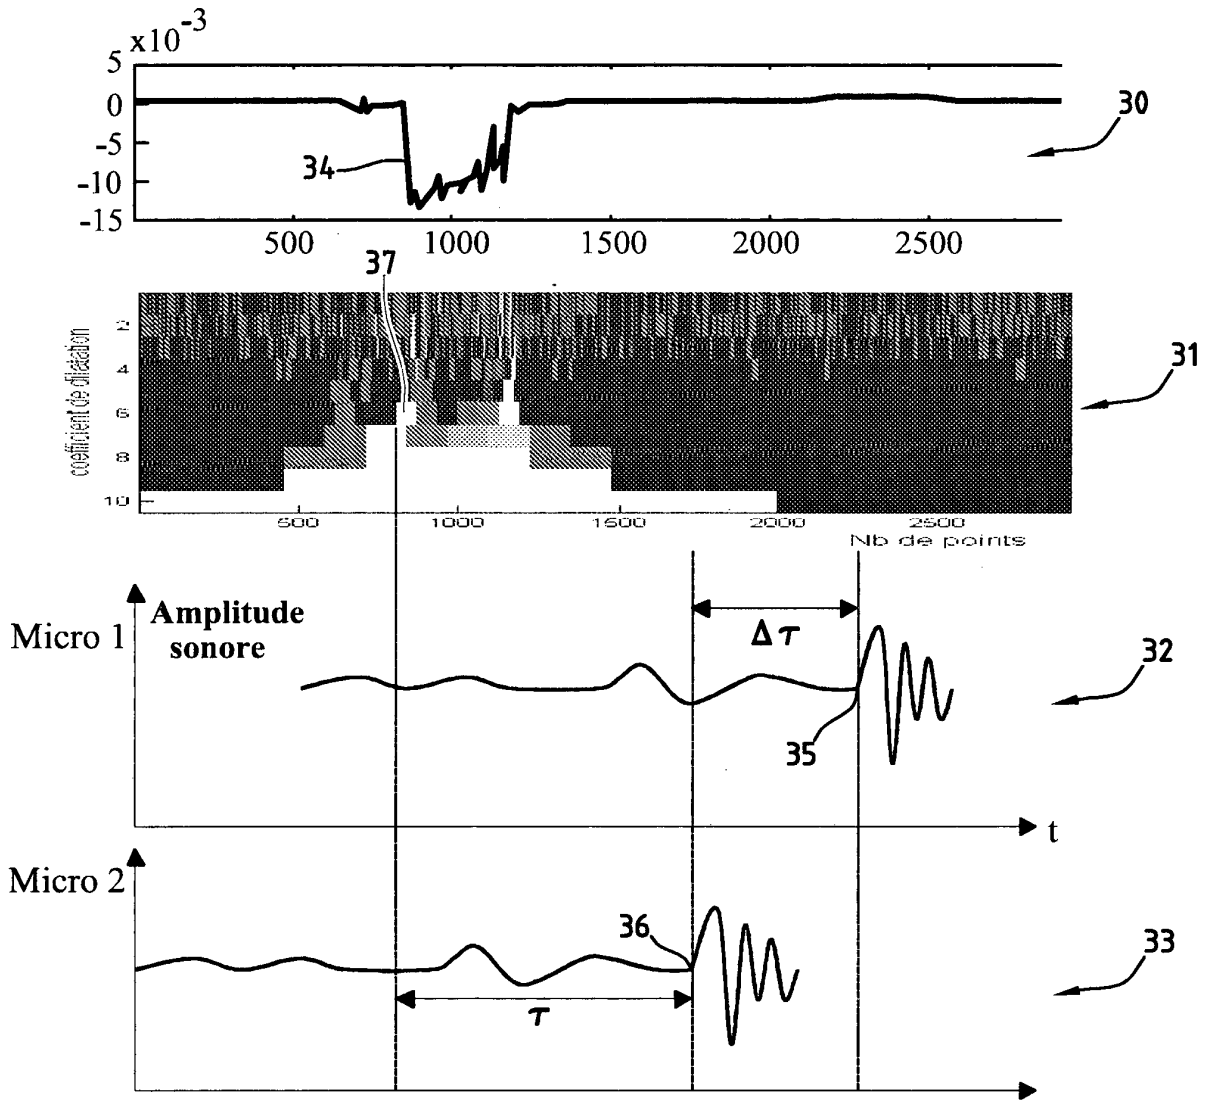 x10⁻³
5
0
-5
-10
-15
34
30
500 1000 1500 2000 2500
37
coefficient de dilatation
2
4
6
8
10
31
500 1000 1500 2000 2500
Nb de points
Micro 1
Amplitude
sonore
Δτ
32
35
t
Micro 2
36
33
τ